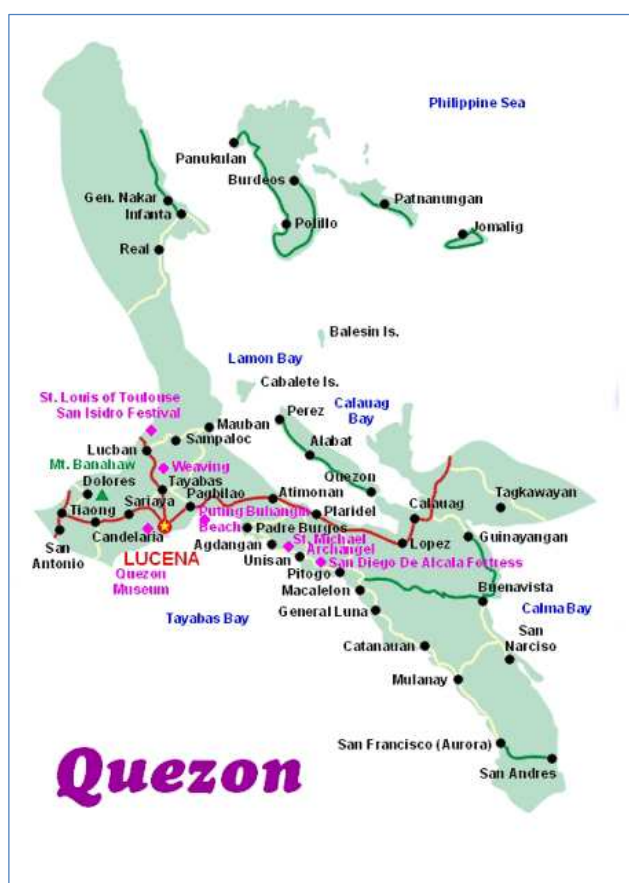 Philippine Sea
Panukulan
Burdeos
Patnanungan
Gen. Nakar
Infanta
Polillo
Jomalig
Real
Balesin Is.
Lamon Bay
Cabalete Is.
St. Louis of Toulouse
San Isidro Festival
Perez
Calauag
Bay
Mauban
Sampaloc
Alabat
Lucban
Mt. Banahaw
Weaving
Dolores
Tayabas
Quezon
Tagkawayan
Sariaya
Pagbilao
Atimonan
Calauag
Tiaong
Puting Buhangin
Beach
Plaridel
Candelaria
Padre Burgos
Guinayangan
San
Antonio
LUCENA
Agdangan
St. Michael
Archangel
Lopez
Quezon
Museum
Unisan
San Diego De Alcala Fortress
Pitogo
Macalelon
Buenavista
Tayabas Bay
General Luna
Calma Bay
San
Narciso
Catanauan
Mulanay
San Francisco (Aurora)
San Andres
Quezon